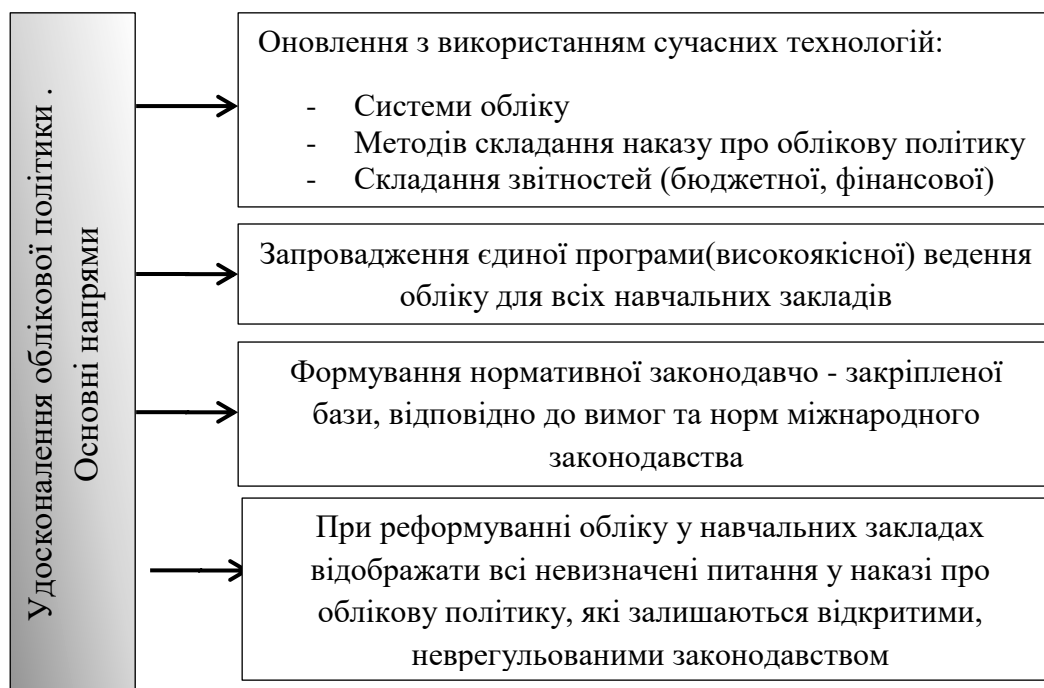 Удосконалення облікової політики .
Основні напрями
Оновлення з використанням сучасних технологій:
- Системи обліку
- Методів складання наказу про облікову політику
- Складання звітностей (бюджетної, фінансової)
Запровадження єдиної програми(високоякісної) ведення
обліку для всіх навчальних закладів
Формування нормативної законодавчо - закріпленої
бази, відповідно до вимог та норм міжнародного
законодавства
При реформуванні обліку у навчальних закладах
відображати всі невизначені питання у наказі про
облікову політику, які залишаються відкритими,
неврегульованими законодавством